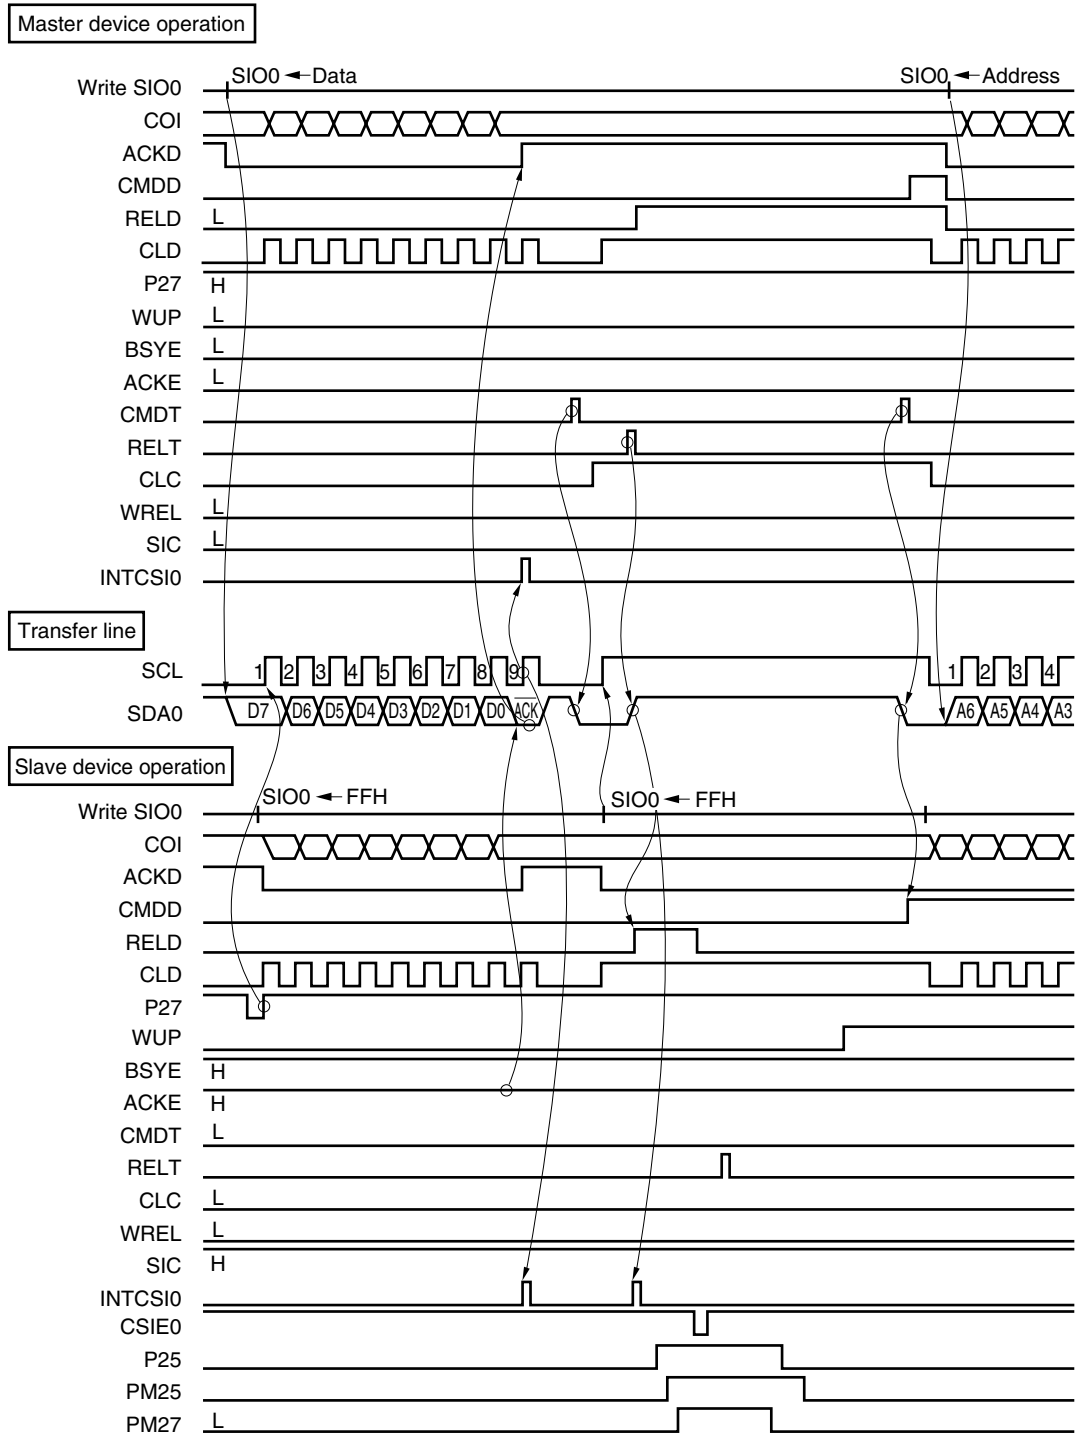 Master device operation
Write SIO0 SIO0 ← Data SIO0 ← Address
COI
ACKD
CMDD
RELD L
CLD
P27 H
WUP L
BSYE L
ACKE L
CMDT
RELT
CLC
WREL L
SIC L
INTCSI0
Transfer line
SCL 1 2 3 4 5 6 7 8 9 1 2 3 4
SDA0 D7 D6 D5 D4 D3 D2 D1 D0 ACK A6 A5 A4 A3
Slave device operation
Write SIO0 SIO0 ← FFH SIO0 ← FFH
COI
ACKD
CMDD
RELD
CLD
P27
WUP
BSYE H
ACKE H
CMDT L
RELT
CLC L
WREL L
SIC H
INTCSI0
CSIE0
P25
PM25
PM27 L